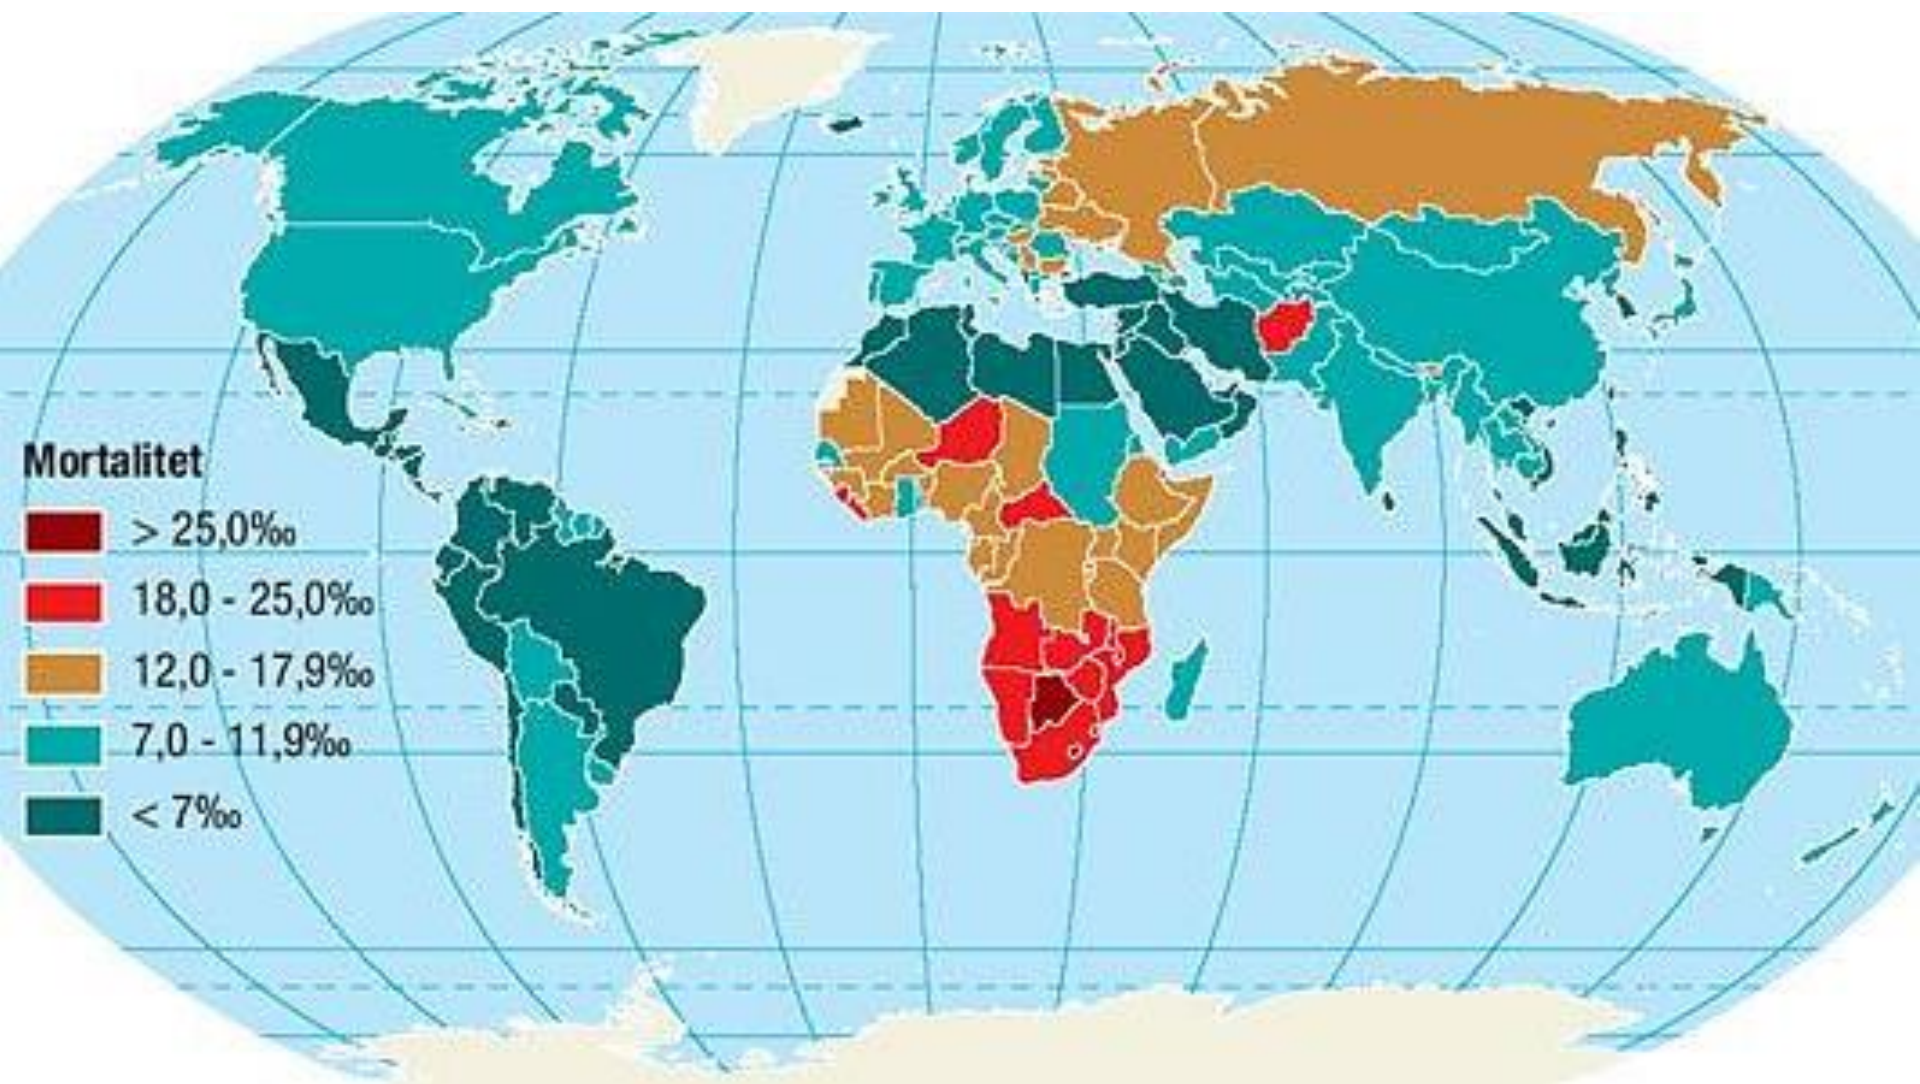 Mortalitet
> 25,0‰
18,0 - 25,0‰
12,0 - 17,9‰
7,0 - 11,9‰
< 7‰